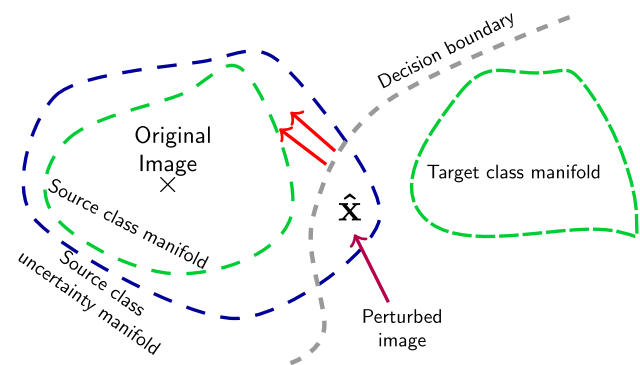 Decision boundary
Original
Image
Target class manifold
Source class manifold
x̂
Source class
uncertainty manifold
Perturbed
image